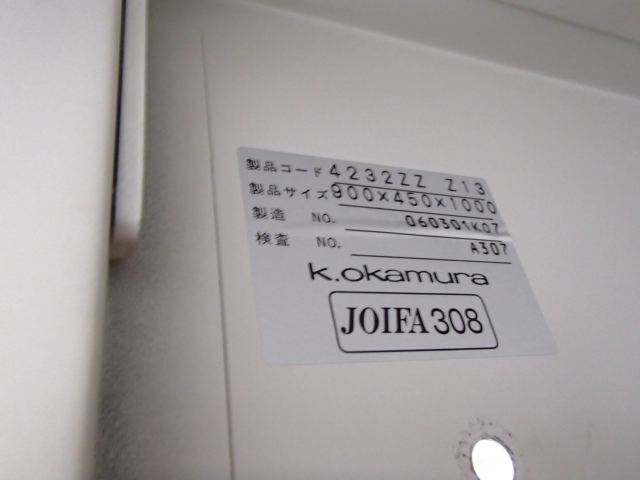 製品コード 4232ZZ Z13
製品サイズ 900×450×1000
製造 NO. 060301K07
検査 NO. A307
k.okamura
JOIFA 308